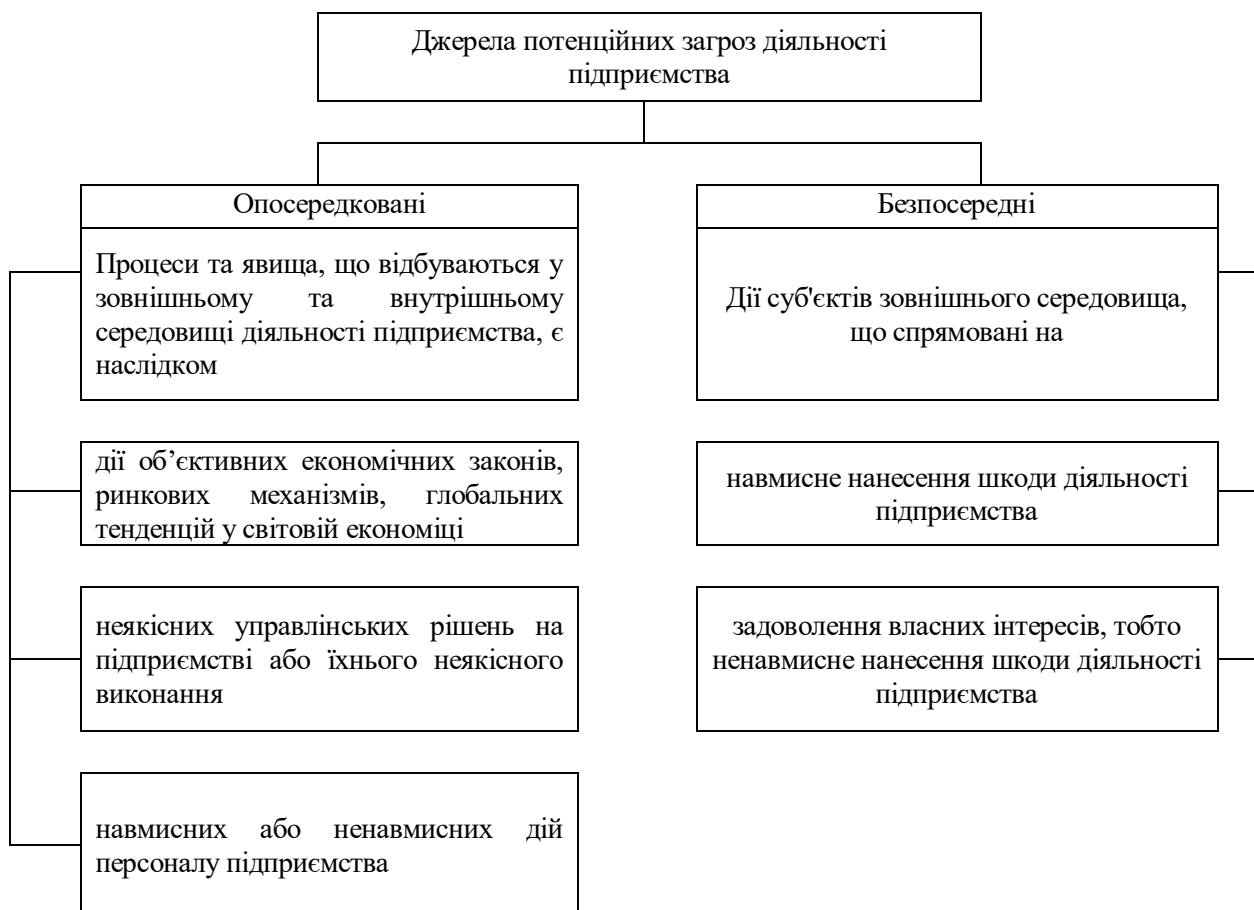 Джерела потенційних загроз діяльності
підприємства
Опосередковані
Процеси та явища, що відбуваються у
зовнішньому та внутрішньому
середовищі діяльності підприємства, є
наслідком
дії об’єктивних економічних законів,
ринкових механізмів, глобальних
тенденцій у світовій економіці
неякісних управлінських рішень на
підприємстві або їхнього неякісного
виконання
навмисних або ненавмисних дій
персоналу підприємства
Безпосередні
Дії суб'єктів зовнішнього середовища,
що спрямовані на
навмисне нанесення шкоди діяльності
підприємства
задоволення власних інтересів, тобто
ненавмисне нанесення шкоди діяльності
підприємства